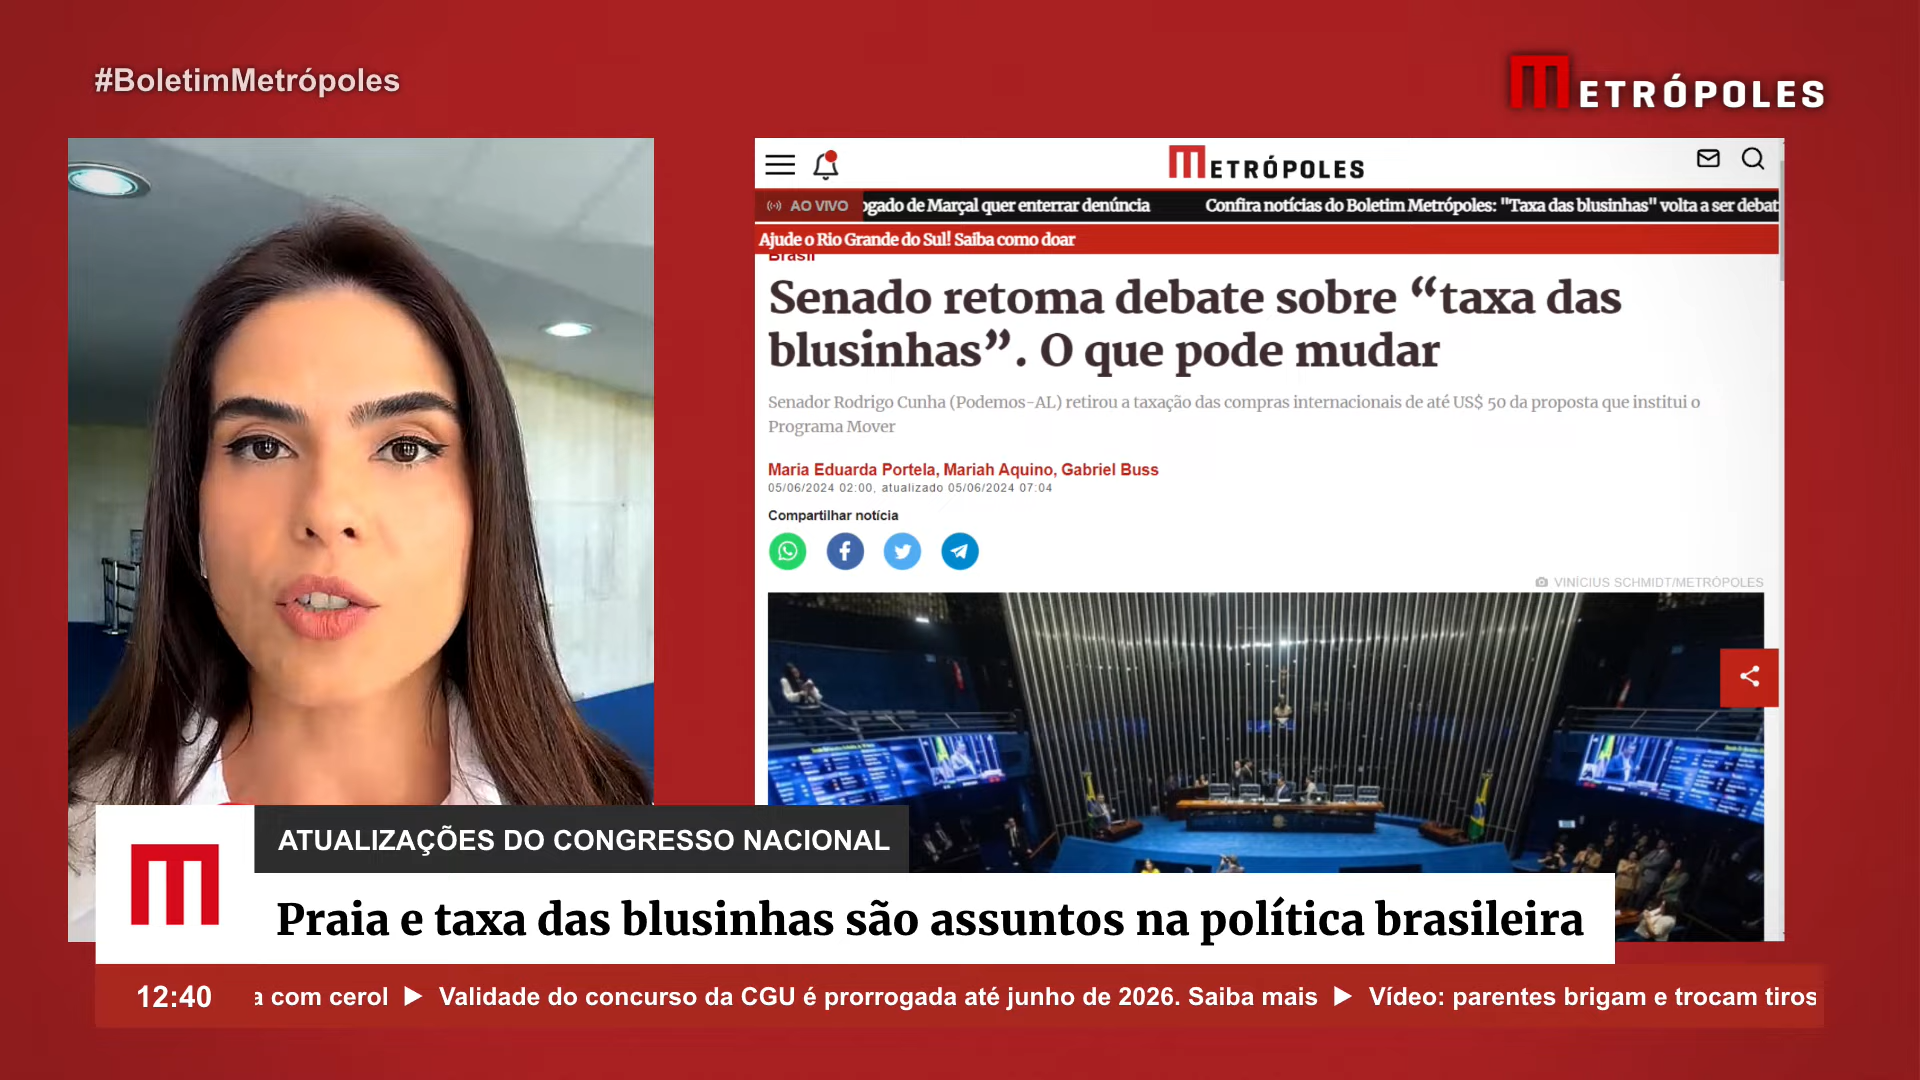 #BoletimMetrópoles
METRÓPOLES
METRÓPOLES
AO VIVO
ogado de Marçal quer enterrar denúncia
Confira notícias do Boletim Metrópoles: "Taxa das blusinhas" volta a ser debat
Ajude o Rio Grande do Sul! Saiba como doar
Brasil
Senado retoma debate sobre “taxa das
blusinhas”. O que pode mudar
Senador Rodrigo Cunha (Podemos-AL) retirou a taxação das compras internacionais de até US$ 50 da proposta que institui o
Programa Mover
Maria Eduarda Portela, Mariah Aquino, Gabriel Buss
05/06/2024 02:00, atualizado 05/06/2024 07:04
Compartilhar notícia
VINÍCIUS SCHMIDT/METRÓPOLES
M
ATUALIZAÇÕES DO CONGRESSO NACIONAL
Praia e taxa das blusinhas são assuntos na política brasileira
12:40
a com cerol ▶ Validade do concurso da CGU é prorrogada até junho de 2026. Saiba mais ▶ Vídeo: parentes brigam e trocam tiros